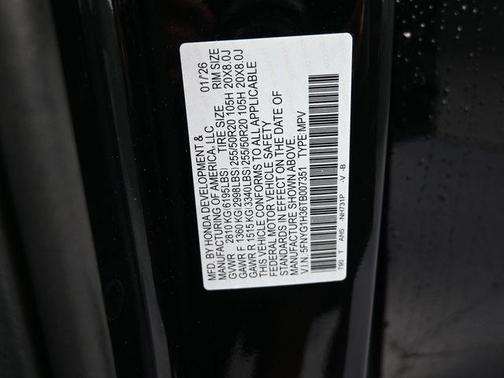 MFD. BY HONDA DEVELOPMENT & 01/26
MANUFACTURING OF AMERICA, LLC TIRE SIZE RIM SIZE
GVWR 2810 KG(6195LBS)
GAWR F 1360 KG(2998LBS) 255/50R20 105H 20X8.0J
GAWR R 1515 KG(3340LBS) 255/50R20 105H 20X8.0J
THIS VEHICLE CONFORMS TO ALL APPLICABLE
FEDERAL MOTOR VEHICLE SAFETY
STANDARDS IN EFFECT ON THE DATE OF
MANUFACTURE SHOWN ABOVE.
V.I.N: 5FNYG1H36TB007351 TYPE:MPV
T90 T AHS -NH731P -V -B